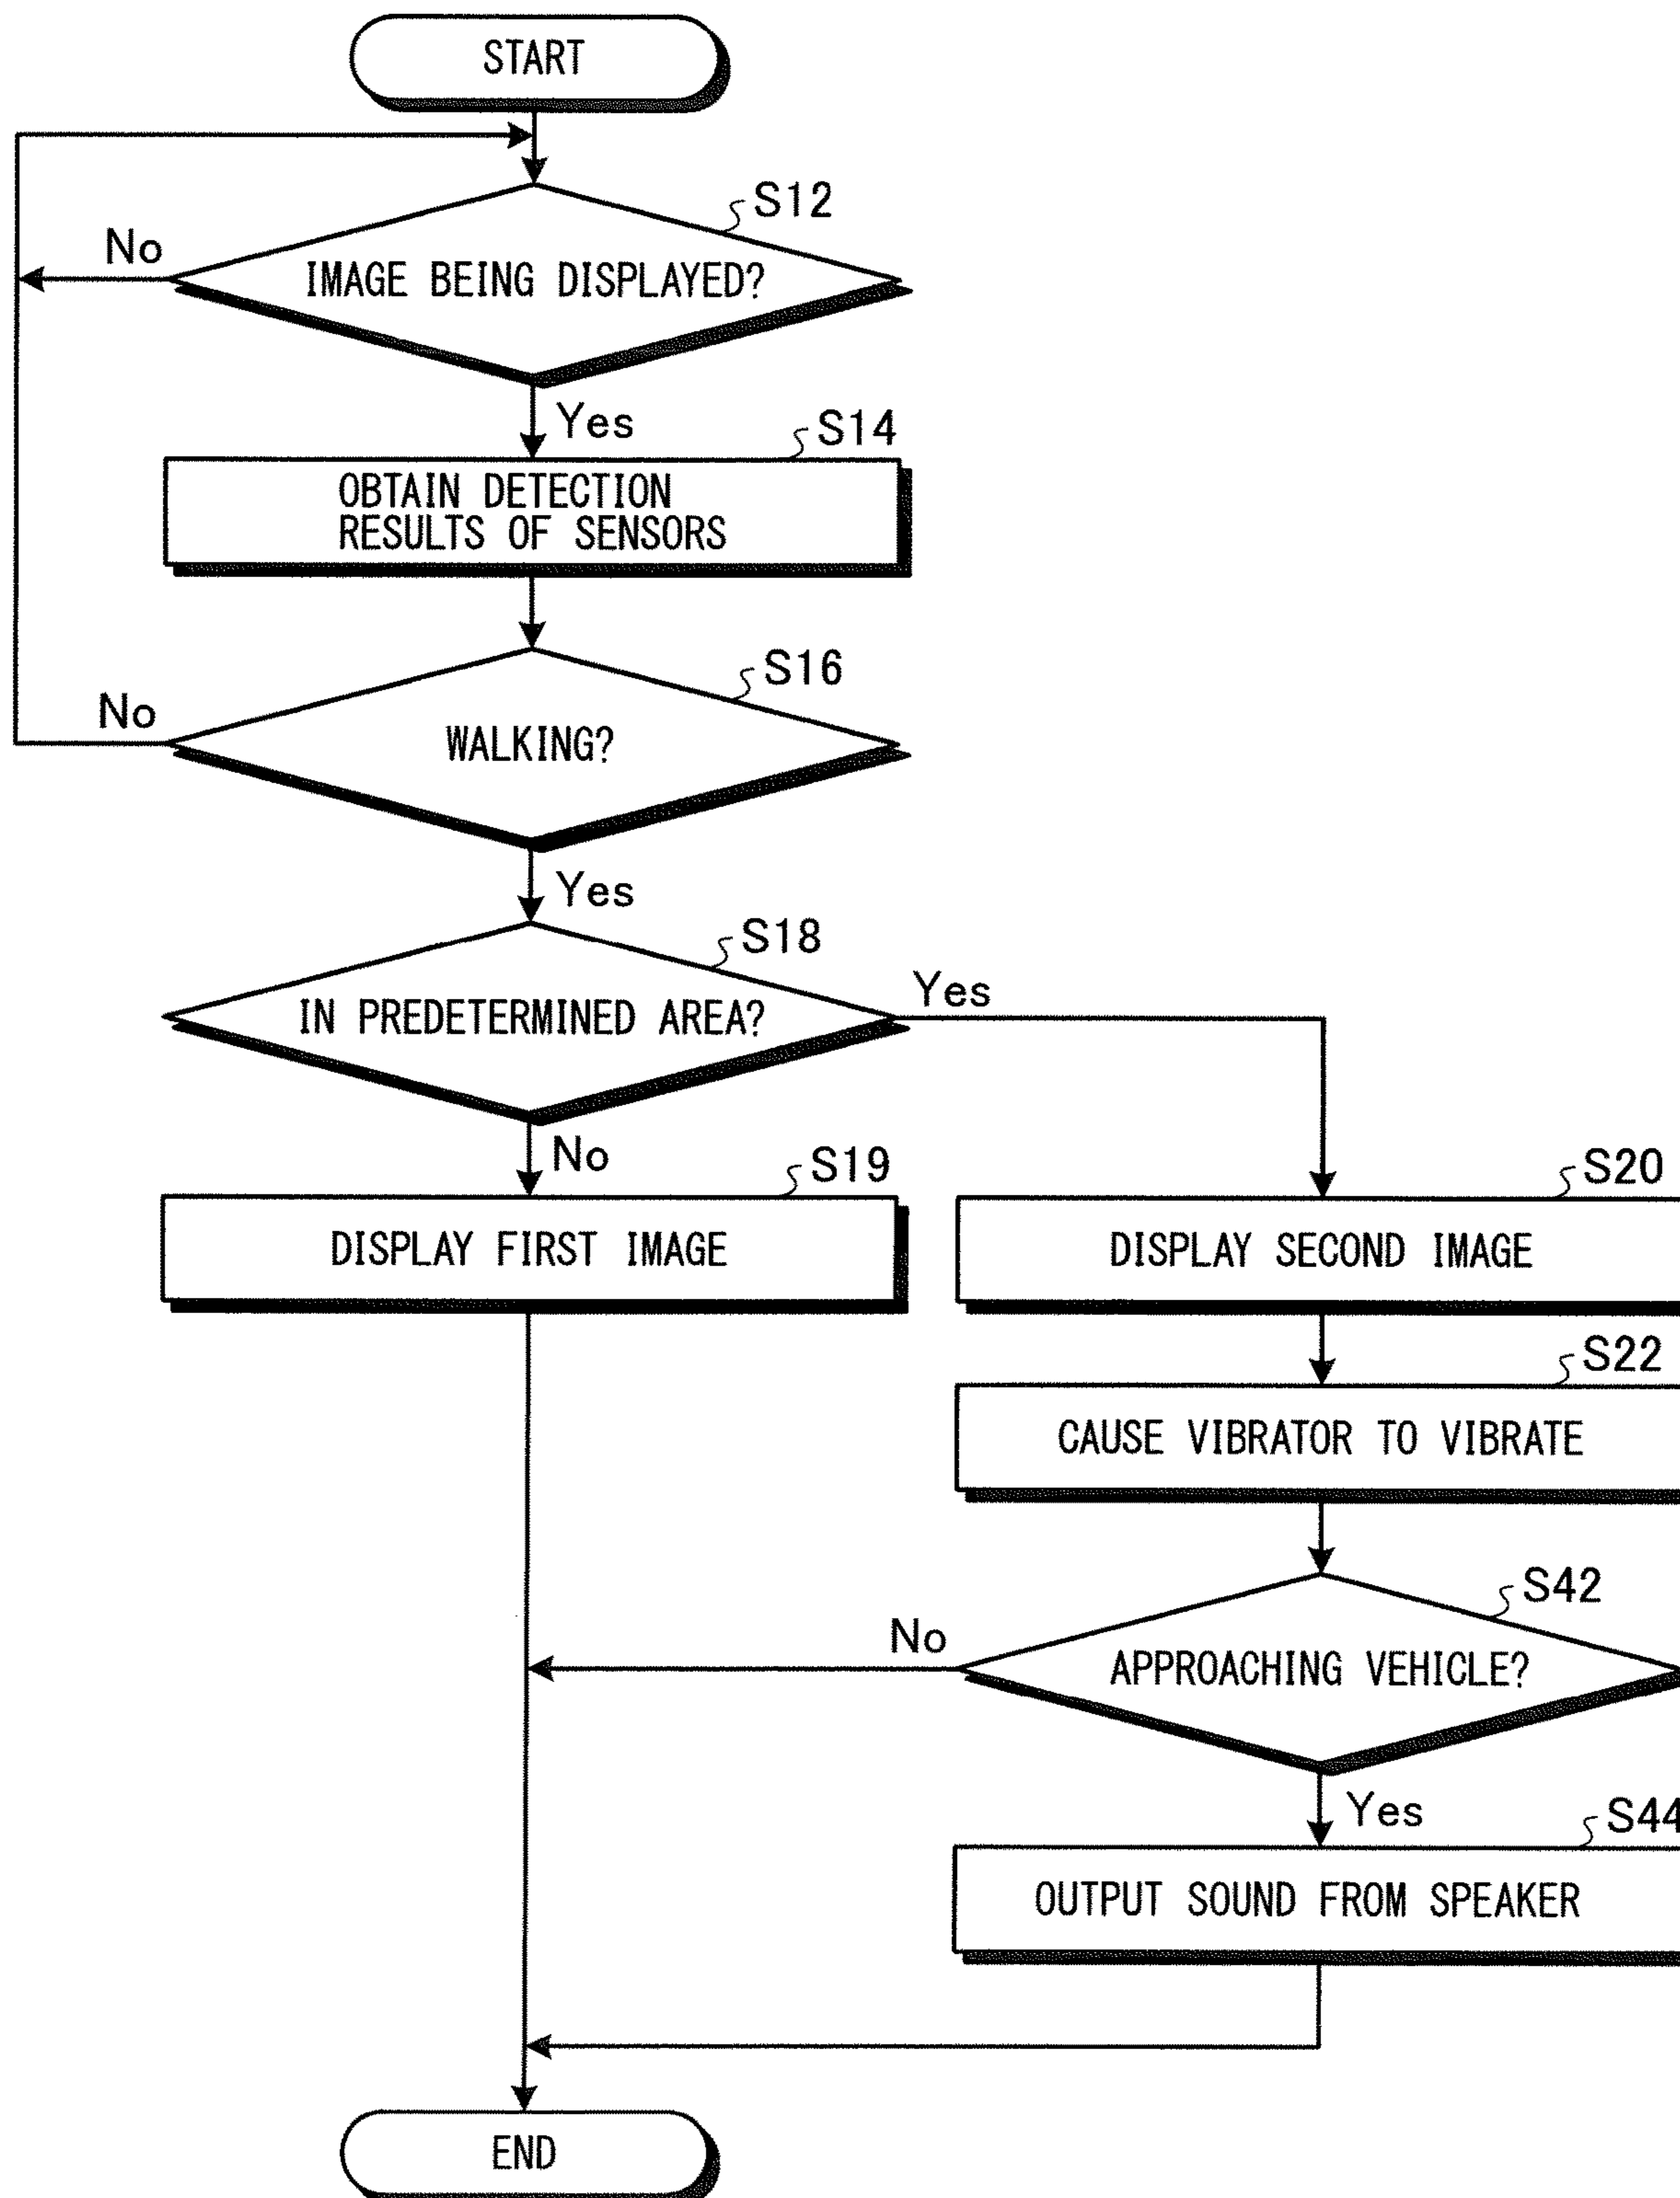 START
S12
No
IMAGE BEING DISPLAYED?
Yes
S14
OBTAIN DETECTION
RESULTS OF SENSORS
S16
No
WALKING?
Yes
S18
IN PREDETERMINED AREA?
Yes
No
S19
DISPLAY FIRST IMAGE
S20
DISPLAY SECOND IMAGE
S22
CAUSE VIBRATOR TO VIBRATE
S42
No
APPROACHING VEHICLE?
Yes
S44
OUTPUT SOUND FROM SPEAKER
END